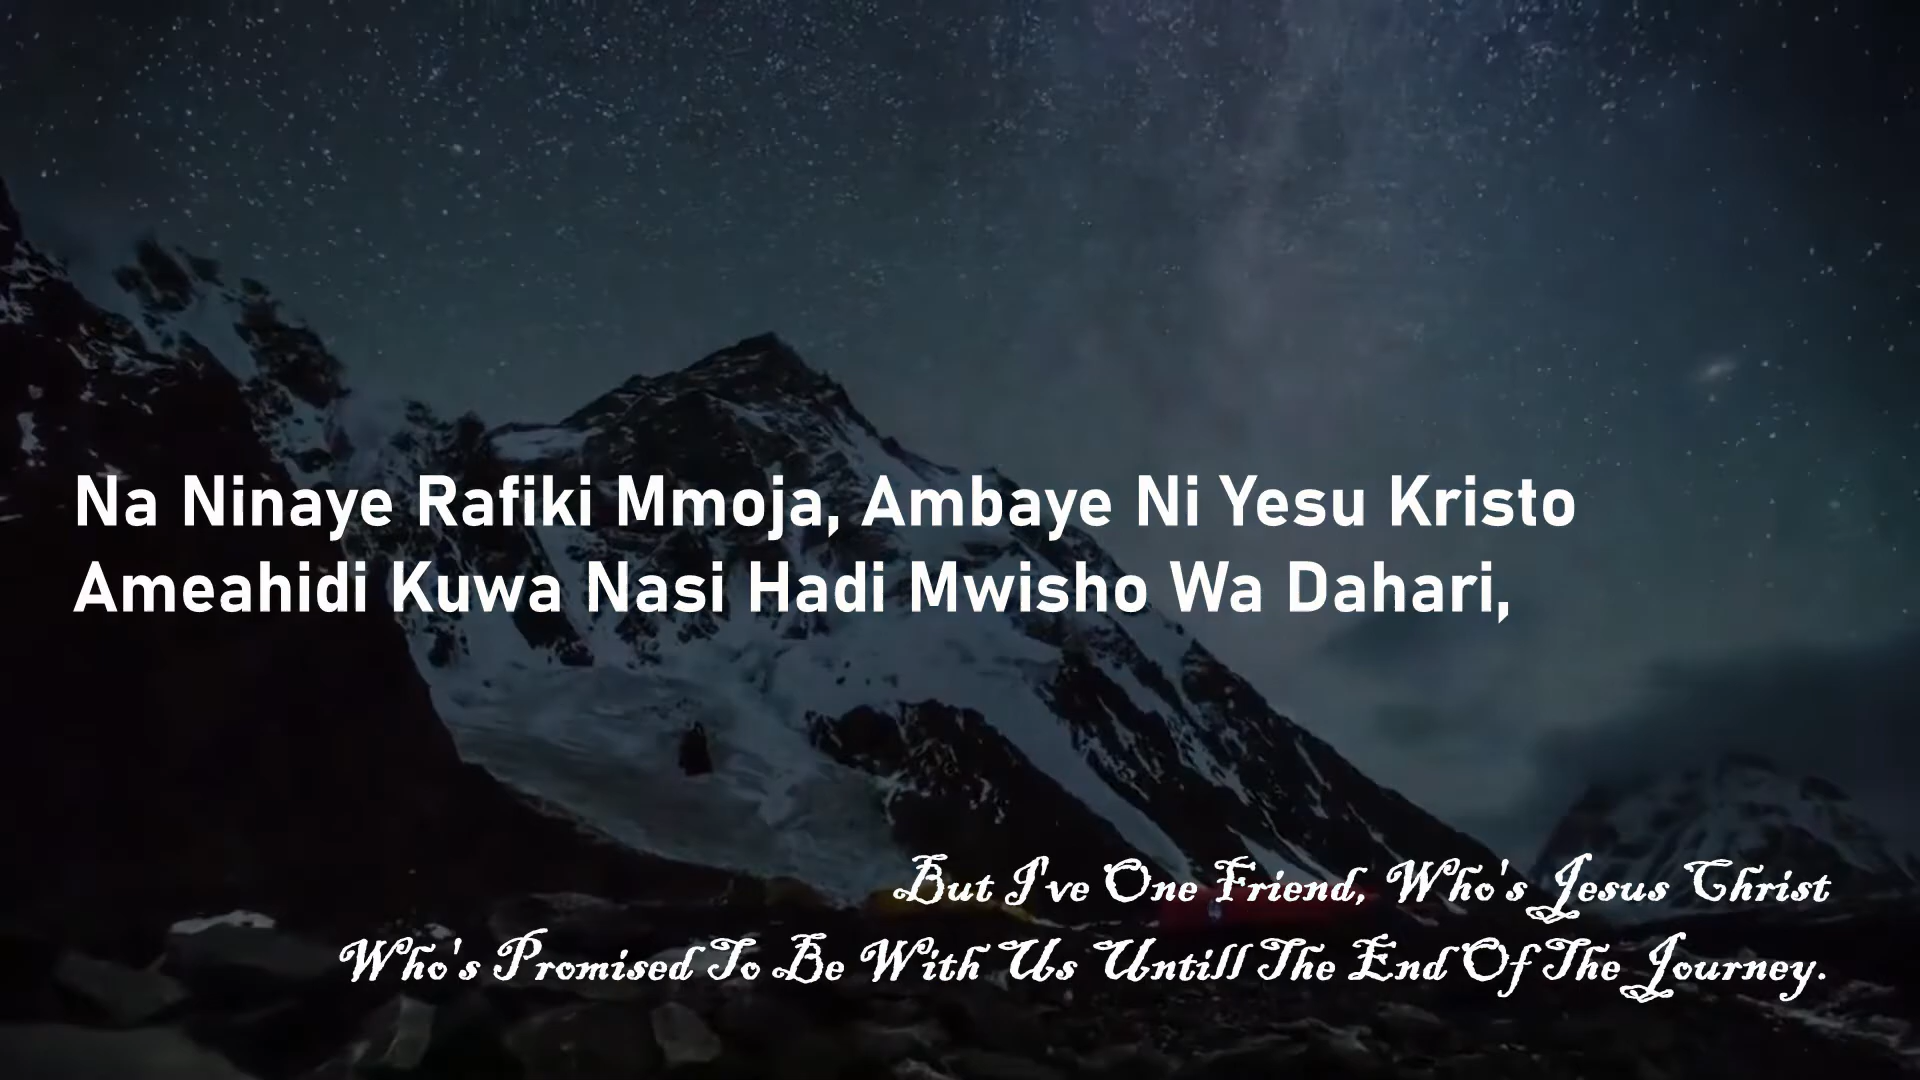 Na Ninaye Rafiki Mmoja, Ambaye Ni Yesu Kristo
Ameahidi Kuwa Nasi Hadi Mwisho Wa Dahari,
But I've One Friend, Who's Jesus Christ
Who's Promised To Be With Us Untill The End Of The Journey.